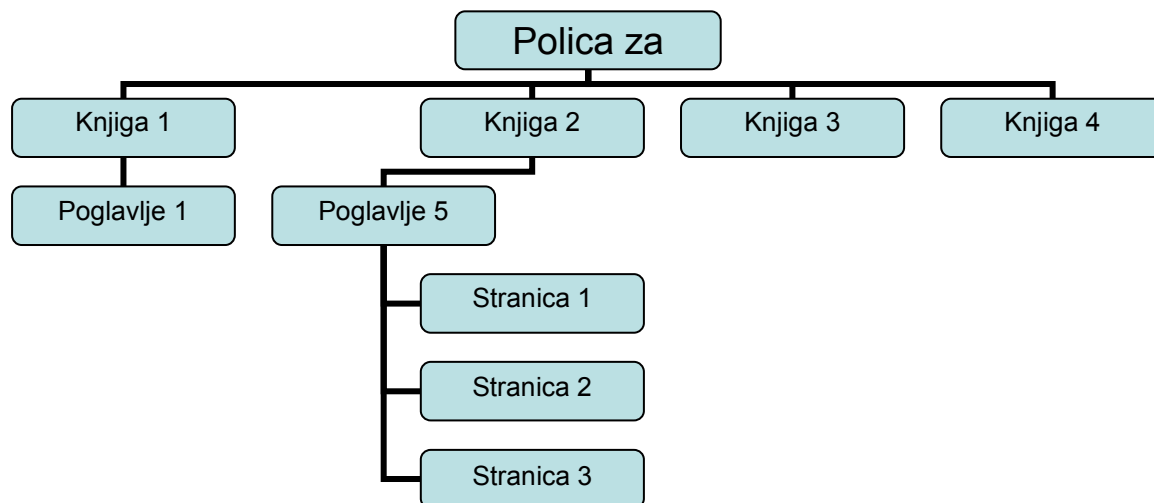 Polica za
Knjiga 1
Knjiga 2
Knjiga 3
Knjiga 4
Poglavlje 1
Poglavlje 5
Stranica 1
Stranica 2
Stranica 3